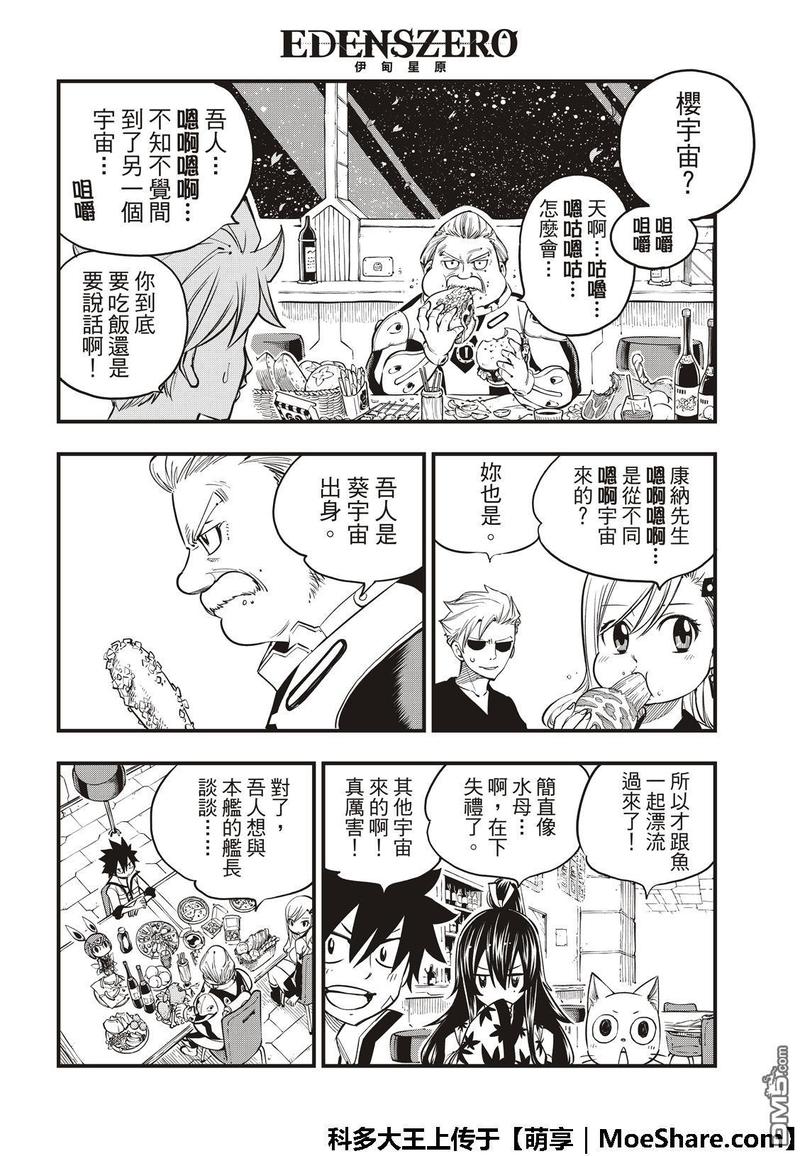 EDENSZERO
伊甸星原
櫻宇宙？
咀嚼
咀嚼
天啊…咕嚕…
嗯咕嗯咕…
怎麼會…
吾人…
嗯啊嗯啊…
不知不覺間
到了另一個
宇宙…
咀嚼
你到底
要吃飯還是
要說話啊！
康納先生
嗯啊嗯啊…
是從不同
嗯啊宇宙
來的？
妳也是。
吾人是
葵宇宙
出身。
所以才跟魚
一起漂流
過來了！
簡直像
水母
啊，在下
失禮了。
其他宇宙
來的啊！
真厲害！
對了，
吾人想與
本艦的艦長
談談……
DM5.com
科多大王上传于【萌享｜MoeShare.com】